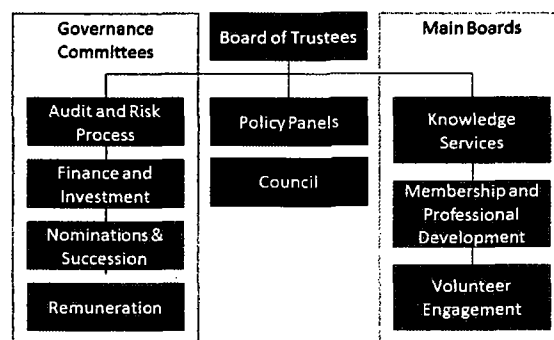 Governance
Committees
Board of Trustees
Main Boards
Audit and Risk
Process
Finance and
Investment
Nominations &
Succession
Remuneration
Policy Panels
Council
Knowledge
Services
Membership and
Professional
Development
Volunteer
Engagement